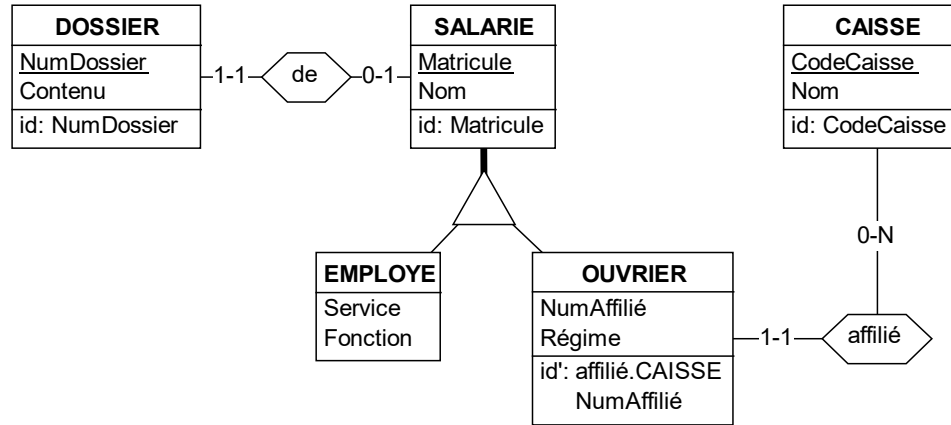 DOSSIER
NumDossier
Contenu
id: NumDossier
1-1
de
0-1
SALARIE
Matricule
Nom
id: Matricule
CAISSE
CodeCaisse
Nom
id: CodeCaisse
0-N
EMPLOYE
Service
Fonction
OUVRIER
NumAffilié
Régime
id': affilié.CAISSE
NumAffilié
1-1
affilié